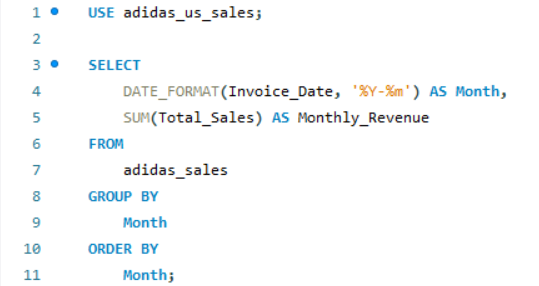 1 USE adidas_us_sales;
2
3 SELECT
4 DATE_FORMAT(Invoice_Date, '%Y-%m') AS Month,
5 SUM(Total_Sales) AS Monthly_Revenue
6 FROM
7 adidas_sales
8 GROUP BY
9 Month
10 ORDER BY
11 Month;